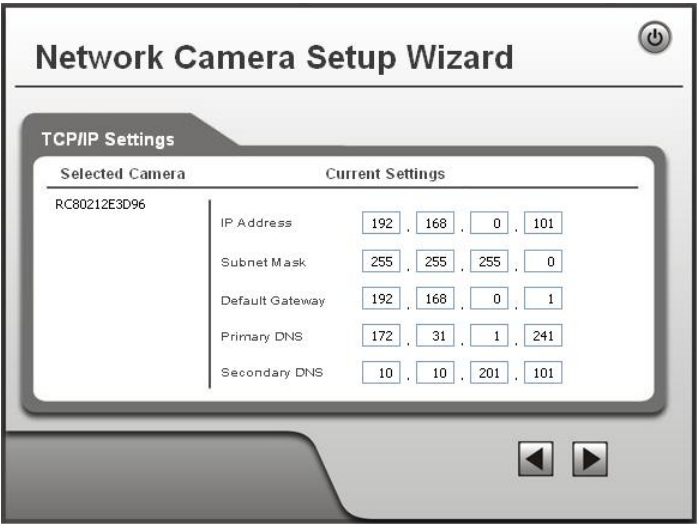 Network Camera Setup Wizard
TCP/IP Settings
Selected Camera Current Settings
RC80212E3D96
IP Address 192 . 168 . 0 . 101
Subnet Mask 255 . 255 . 255 . 0
Default Gateway 192 . 168 . 0 . 1
Primary DNS 172 . 31 . 1 . 241
Secondary DNS 10 . 10 . 201 . 101